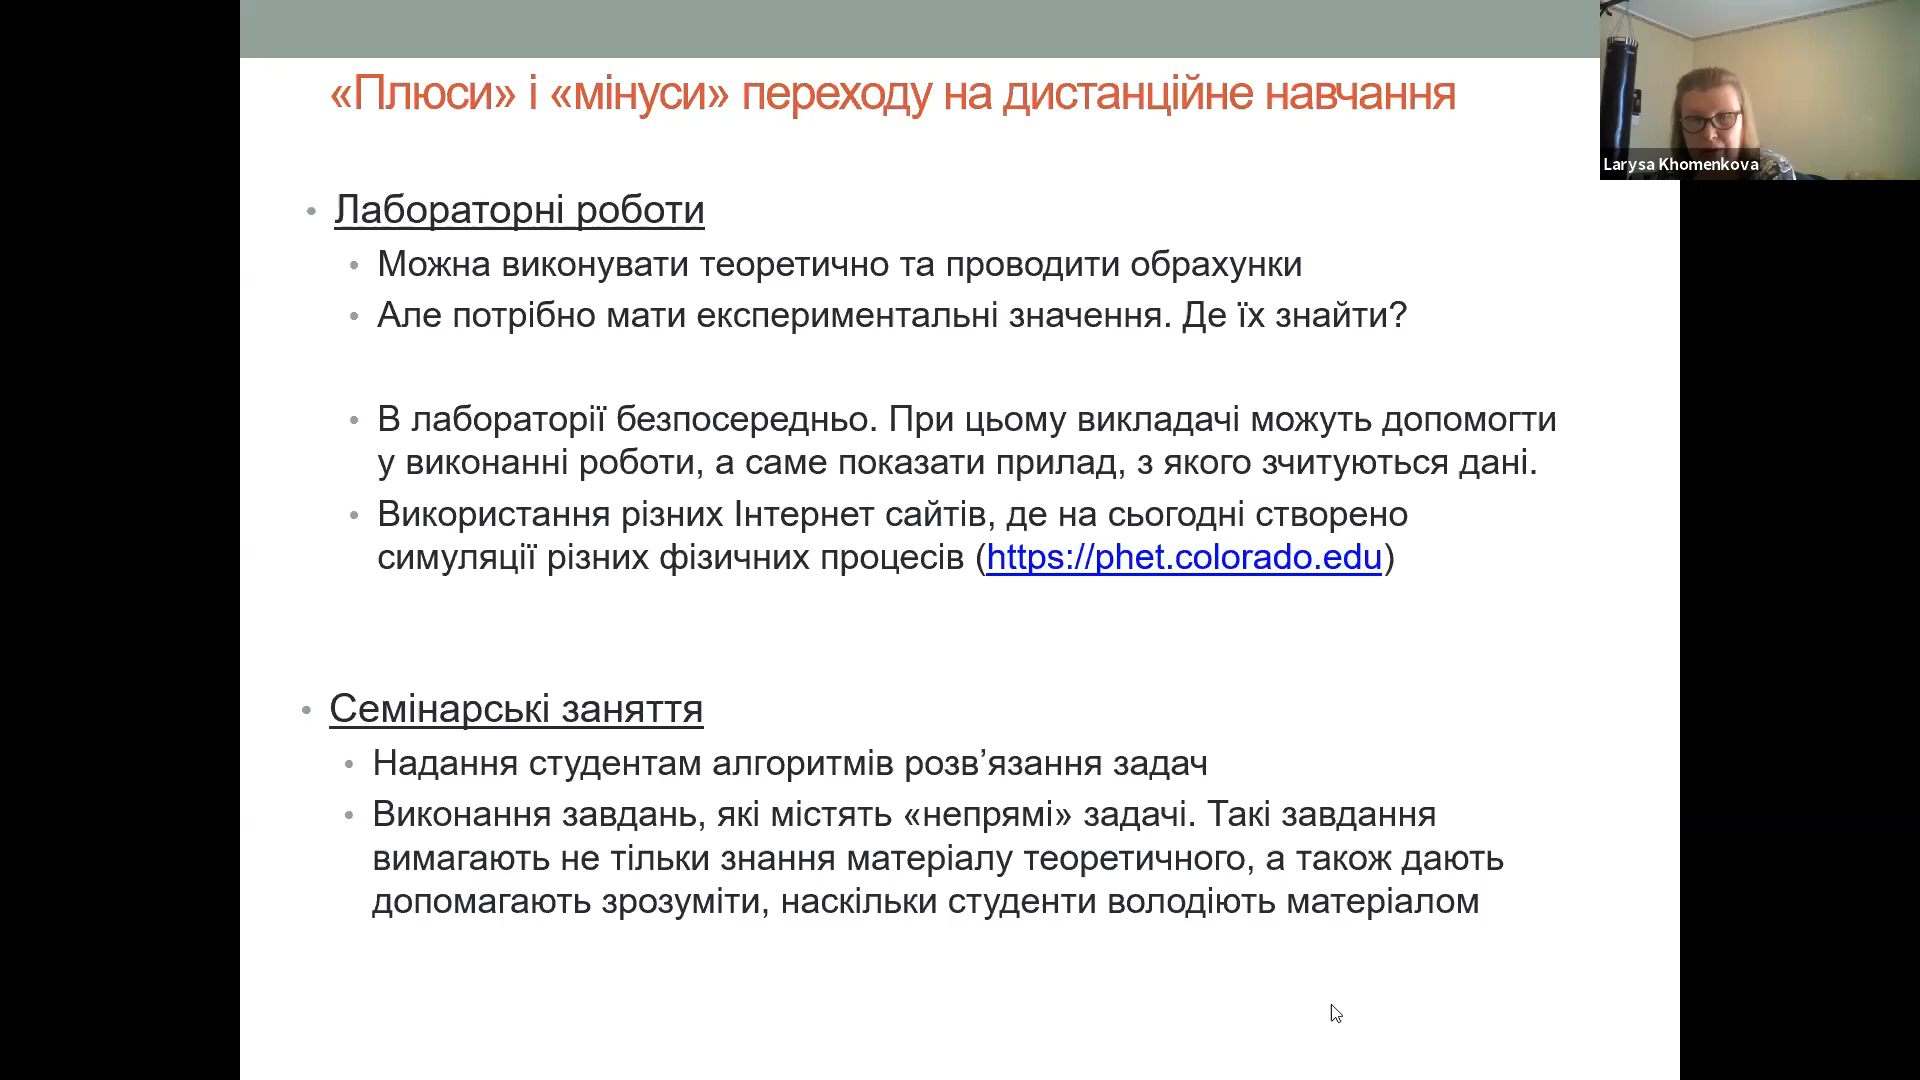 «Плюси» і «мінуси» переходу на дистанційне навчання
Larysa Khomenkova
• Лабораторні роботи
• Можна виконувати теоретично та проводити обрахунки
• Але потрібно мати експериментальні значення. Де їх знайти?
• В лабораторії безпосередньо. При цьому викладачі можуть допомогти
у виконанні роботи, а саме показати прилад, з якого зчитуються дані.
• Використання різних Інтернет сайтів, де на сьогодні створено
симуляції різних фізичних процесів (https://phet.colorado.edu)
• Семінарські заняття
• Надання студентам алгоритмів розв’язання задач
• Виконання завдань, які містять «непрямі» задачі. Такі завдання
вимагають не тільки знання матеріалу теоретичного, а також дають
допомагають зрозуміти, наскільки студенти володіють матеріалом